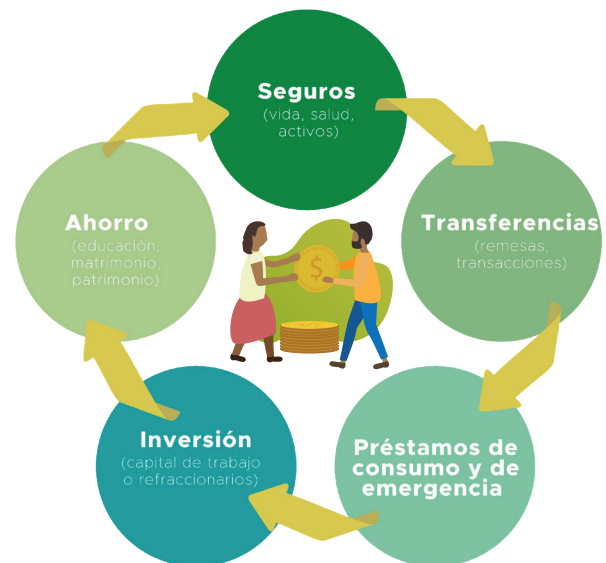 Seguros
(vida, salud,
activos)
Transferencias
(remesas,
transacciones)
Préstamos de
consumo y de
emergencia
Inversión
(capital de trabajo
o refraccionarios)
Ahorro
(educación,
matrimonio,
patrimonio)
$